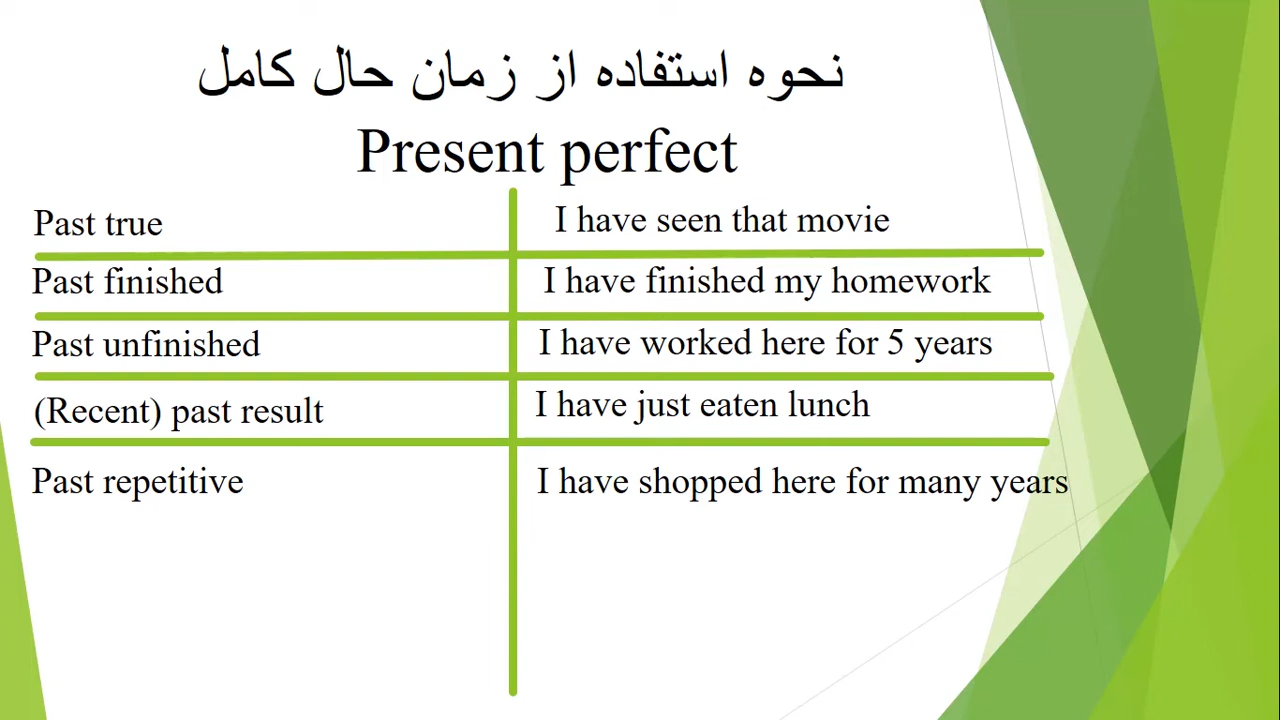 نحوه استفاده از زمان حال کامل
Present perfect
Past true
I have seen that movie
Past finished
I have finished my homework
Past unfinished
I have worked here for 5 years
(Recent) past result
I have just eaten lunch
Past repetitive
I have shopped here for many years